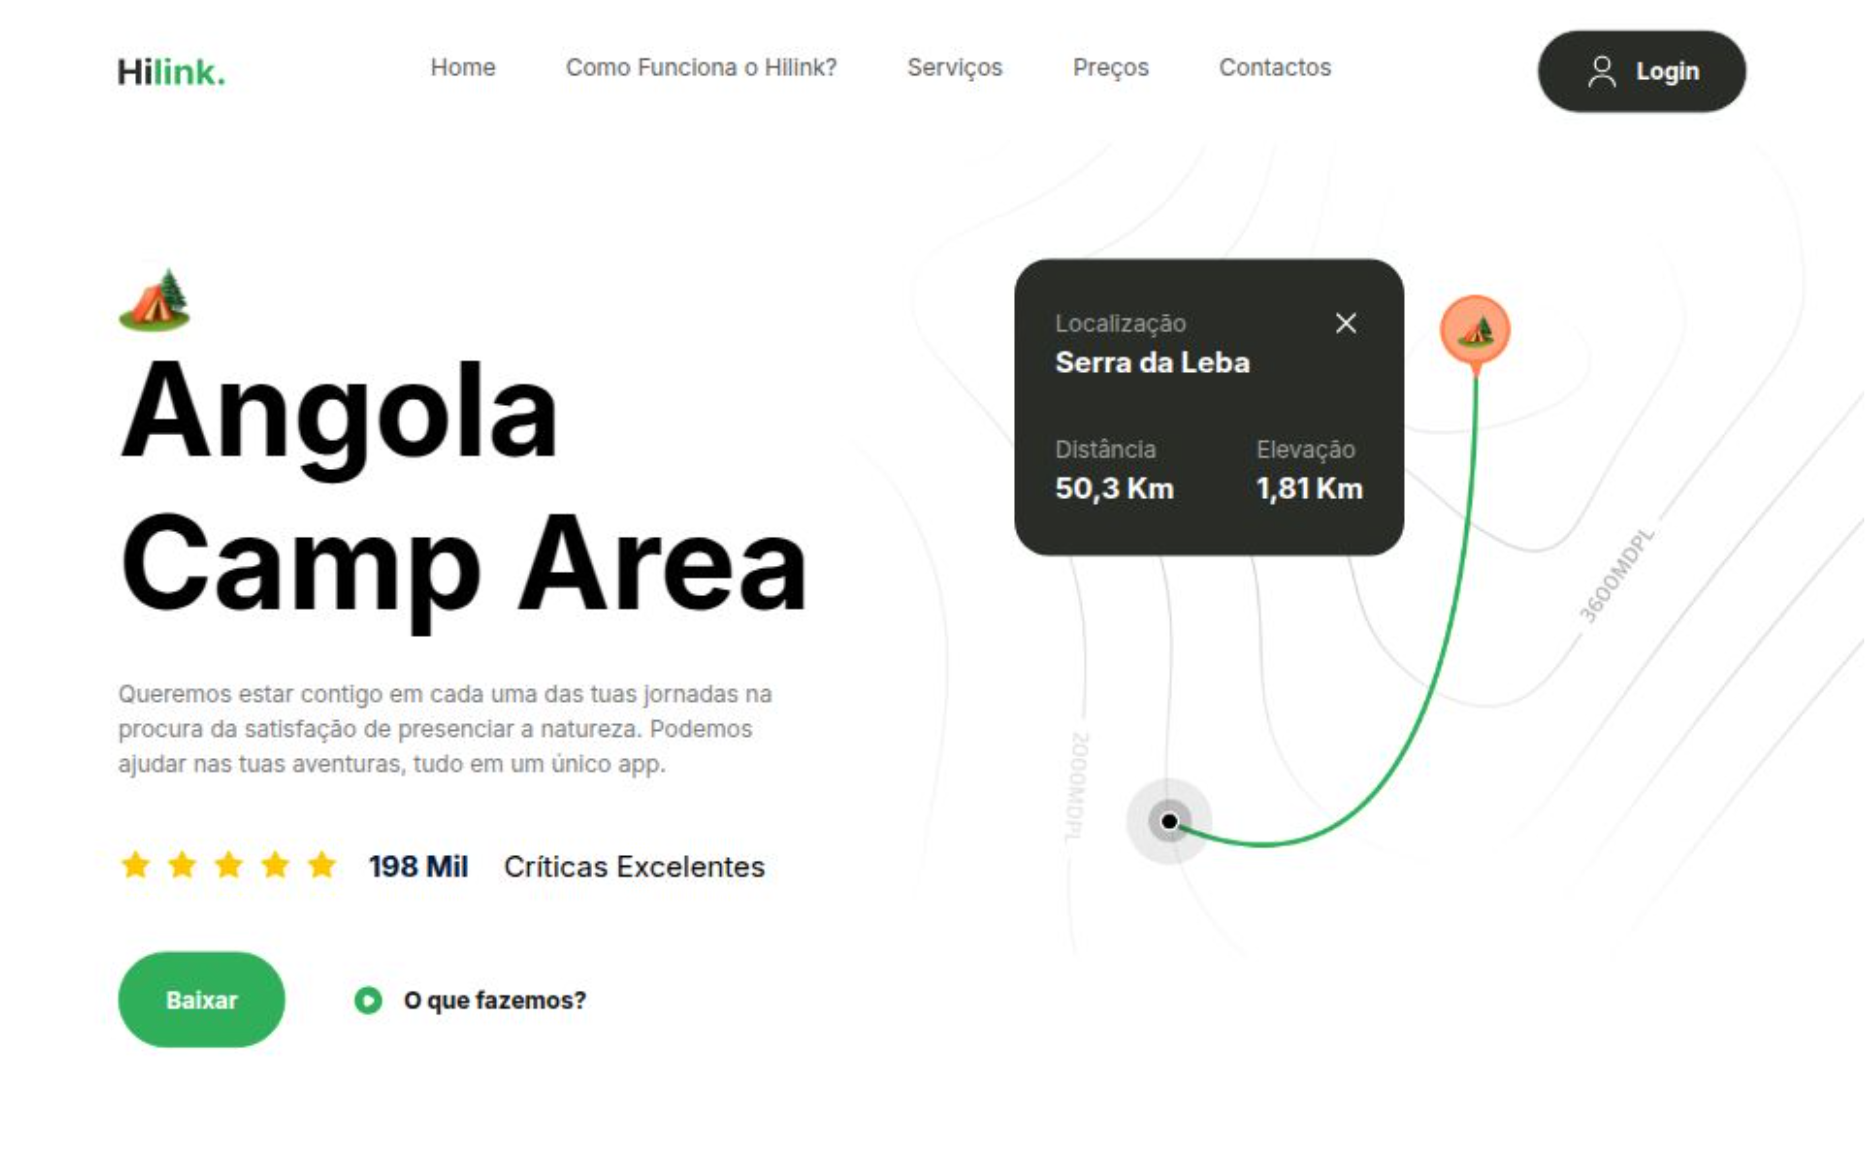 Hilink.
Home
Como Funciona o Hilink?
Serviços
Preços
Contactos
Login
Angola
Camp Area
Queremos estar contigo em cada uma das tuas jornadas na
procura da satisfação de presenciar a natureza. Podemos
ajudar nas tuas aventuras, tudo em um único app.
198 Mil
Críticas Excelentes
Baixar
O que fazemos?
Localização
Serra da Leba
Distância
Elevação
50,3 Km
1,81 Km
3600MDPL
2000MDPL